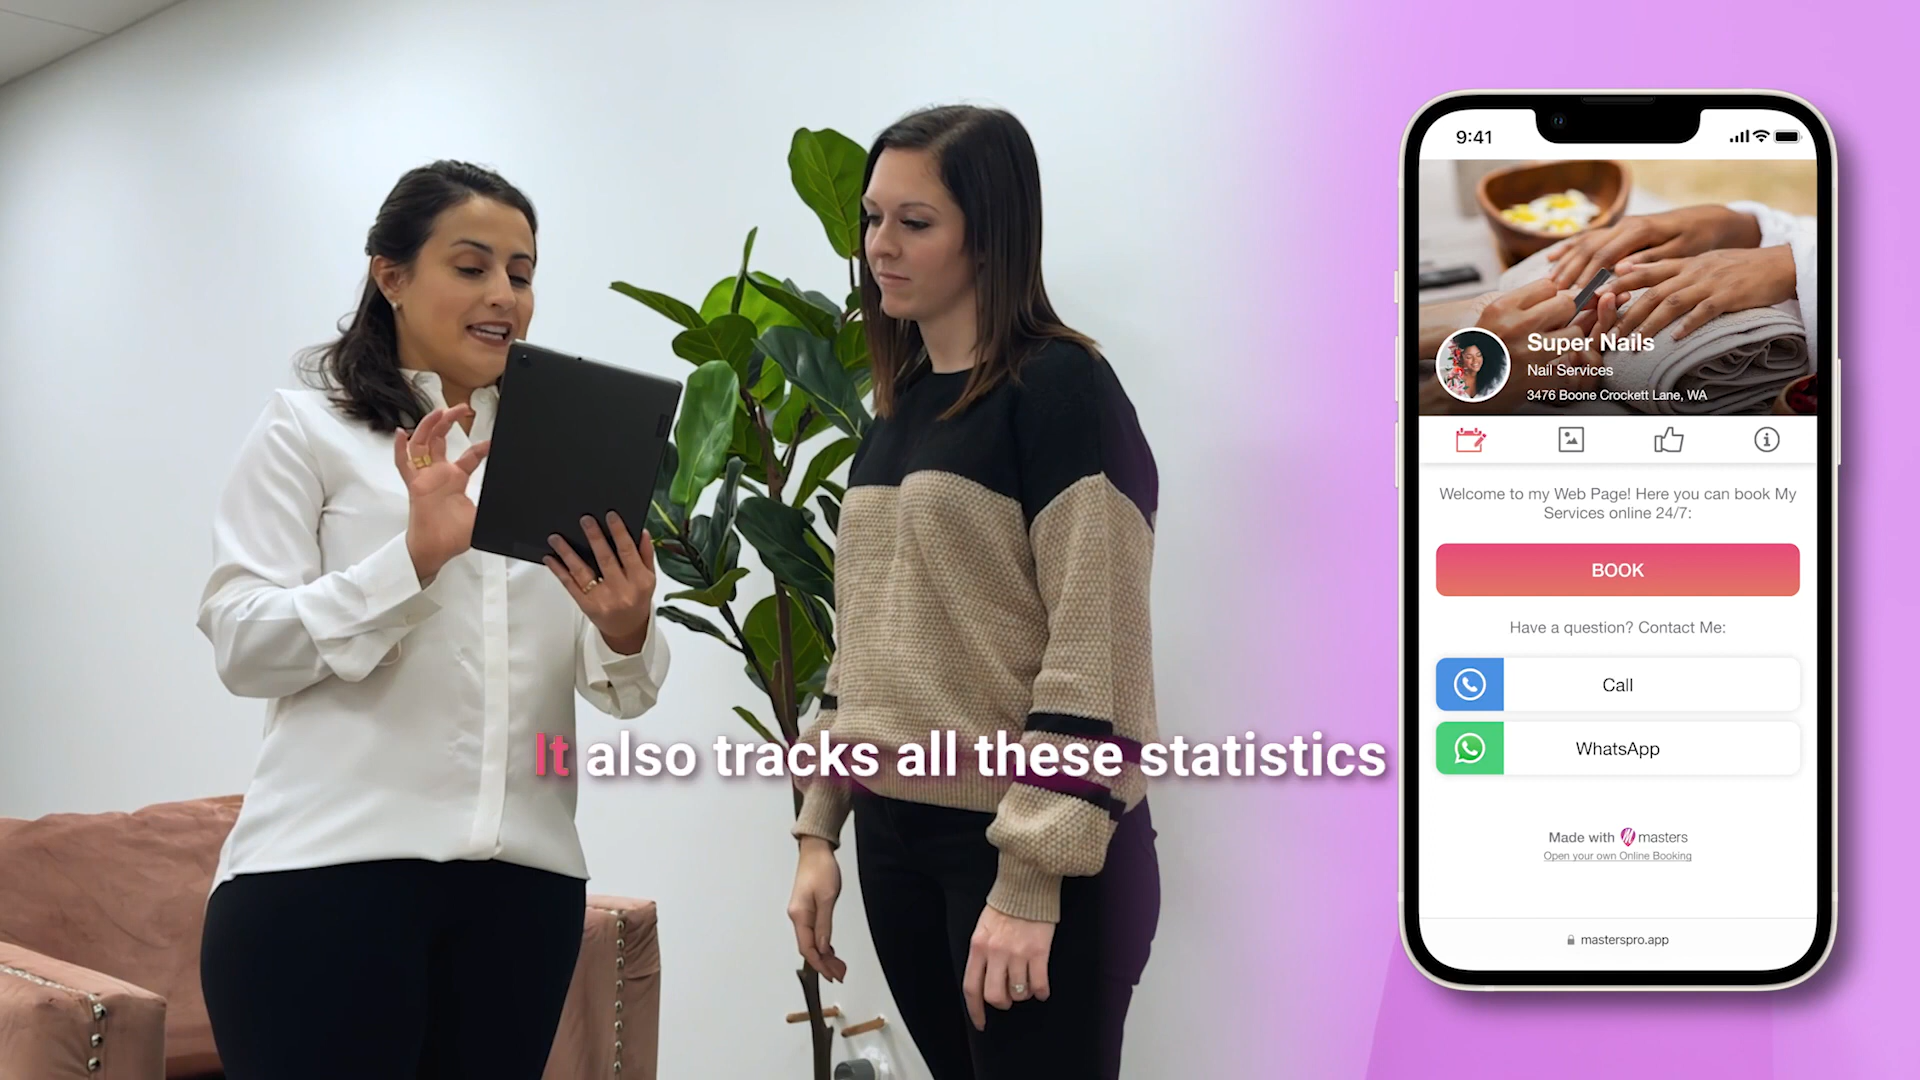 It also tracks all these statistics
9:41
Super Nails
Nail Services
3476 Boone Crockett Lane, WA
Welcome to my Web Page! Here you can book My
Services online 24/7:
BOOK
Have a question? Contact Me:
Call
WhatsApp
Made with masters
Open your own Online Booking
masterspro.app